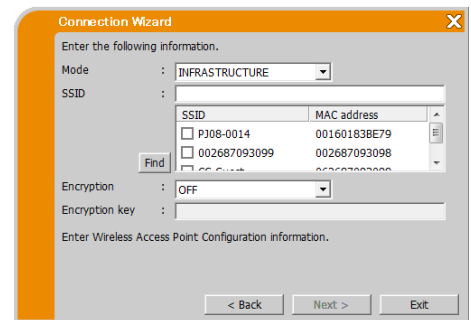 Connection Wizard
Enter the following information.
Mode : INFRASTRUCTURE
SSID :
SSID MAC address
PJ08-0014 00160183BE79
002687093099 002687093098
Find
Encryption : OFF
Encryption key :
Enter Wireless Access Point Configuration information.
< Back Next > Exit